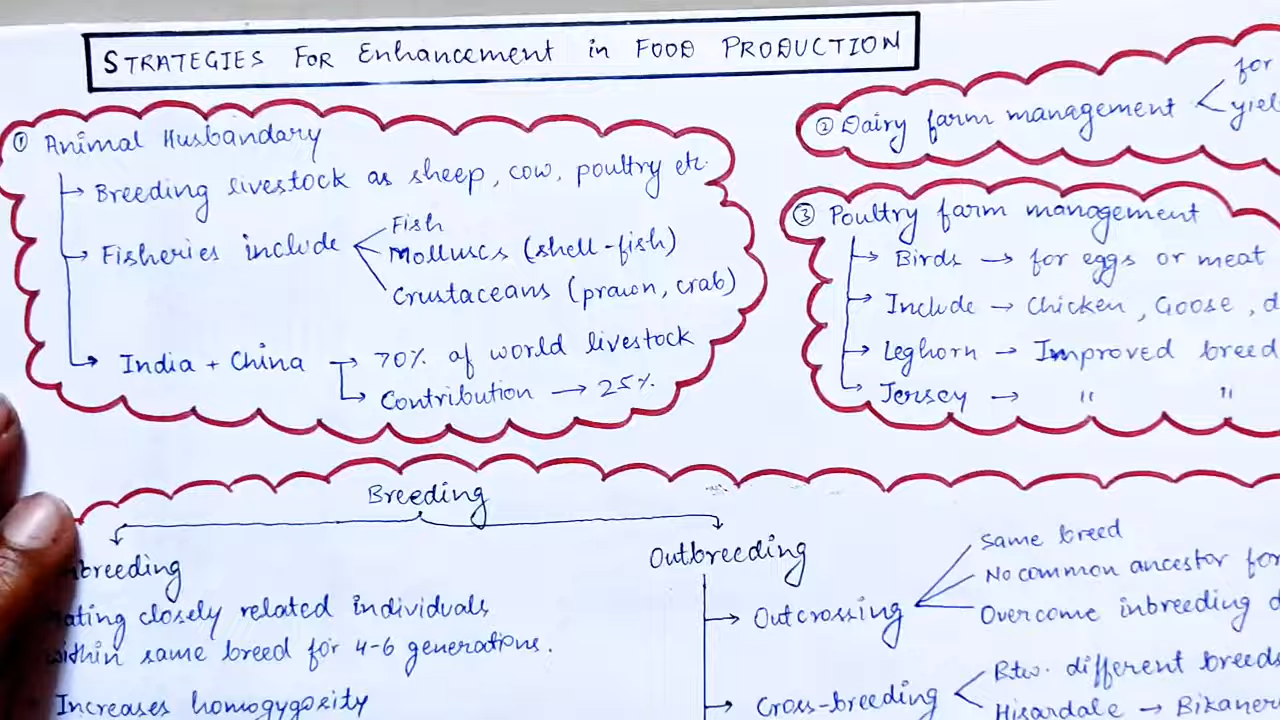 STRATEGIES FOR Enhancement in FOOD PRODUCTION
① Animal Husbandary
Breeding livestock as sheep, cow, poultry etc.
Fisheries include
Fish
Molluscs (shell-fish)
Crustaceans (prawn, crab)
India + China → 70% of world livestock
Contribution → 25%
② Dairy farm management
for
③ Poultry farm management
Birds → for eggs or meat
Include → Chicken, Goose,
Leghorn → Improved breed
Jersey → " "
Breeding
breeding
ating closely related individuals
within same breed for 4-6 generations.
Increases homogygosity
Outbreeding
Outcrossing
Same breed
No common ancestor for
Overcome inbreeding
Cross-breeding
Btw. different breeds
Hisardale → Bikaner